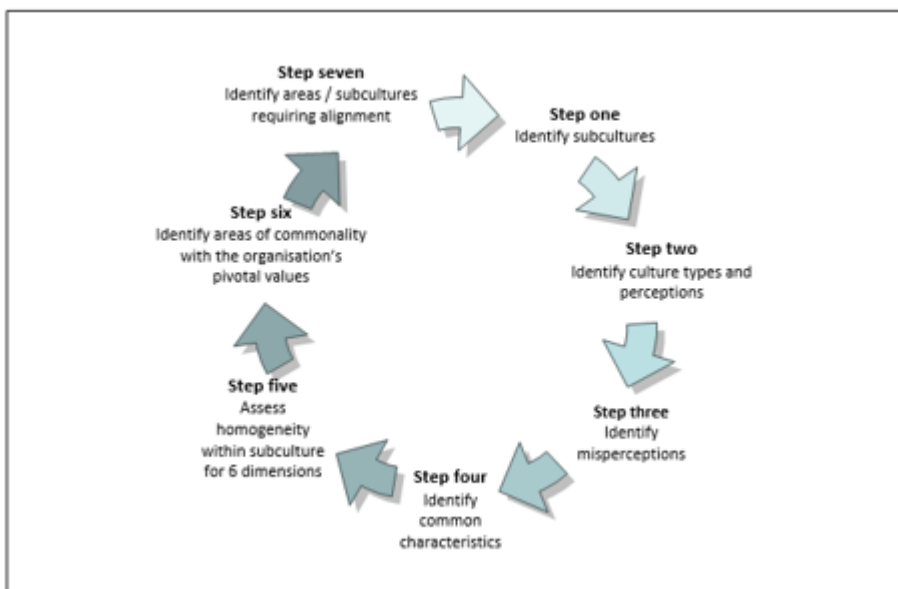 Step one
Identify subcultures
Step two
Identify culture types and
perceptions
Step three
Identify
misperceptions
Step four
Identify
common
characteristics
Step five
Assess
homogeneity
within subculture
for 6 dimensions
Step six
Identify areas of commonality
with the organisation's
pivotal values
Step seven
Identify areas / subcultures
requiring alignment